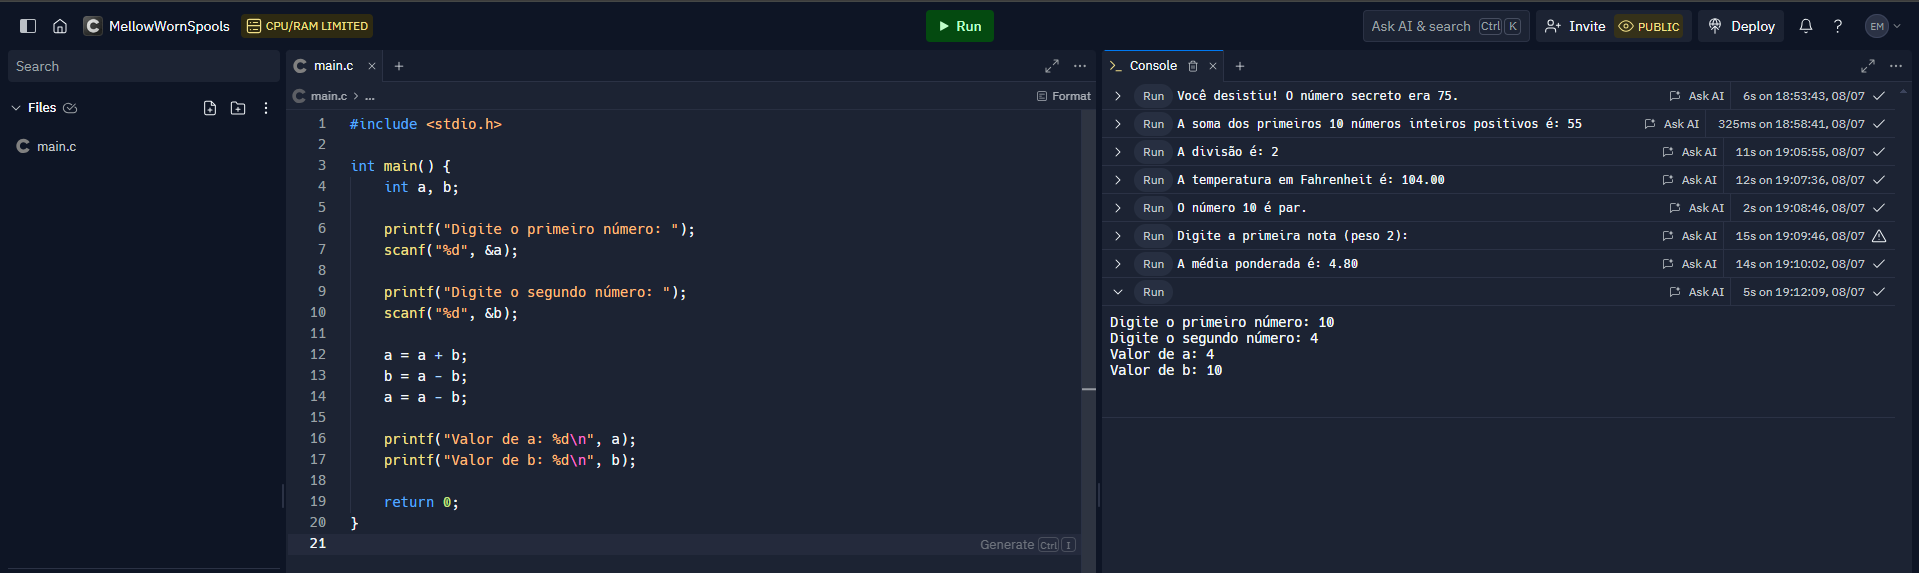 MellowWornSpools CPU/RAM LIMITED Run Ask AI & search Ctrl K Invite PUBLIC Deploy ? EM
Search
Files
main.c
main.c
main.c > ...
Format
1 #include <stdio.h>
2
3 int main() {
4 int a, b;
5
6 printf("Digite o primeiro número: ");
7 scanf("%d", &a);
8
9 printf("Digite o segundo número: ");
10 scanf("%d", &b);
11
12 a = a + b;
13 b = a - b;
14 a = a - b;
15
16 printf("Valor de a: %d\n", a);
17 printf("Valor de b: %d\n", b);
18
19 return 0;
20 }
21
Generate Ctrl I
Console
Run Você desistiu! O número secreto era 75. Ask AI 6s on 18:53:43, 08/07
Run A soma dos primeiros 10 números inteiros positivos é: 55 Ask AI 325ms on 18:58:41, 08/07
Run A divisão é: 2 Ask AI 11s on 19:05:55, 08/07
Run A temperatura em Fahrenheit é: 104.00 Ask AI 12s on 19:07:36, 08/07
Run O número 10 é par. Ask AI 2s on 19:08:46, 08/07
Run Digite a primeira nota (peso 2): Ask AI 15s on 19:09:46, 08/07
Run A média ponderada é: 4.80 Ask AI 14s on 19:10:02, 08/07
Run Ask AI 5s on 19:12:09, 08/07
Digite o primeiro número: 10
Digite o segundo número: 4
Valor de a: 4
Valor de b: 10